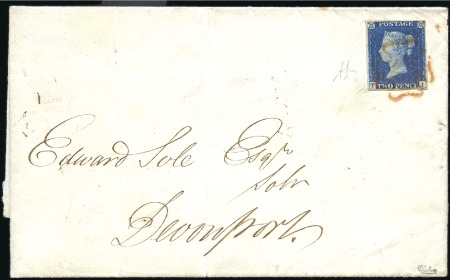 POSTAGE
TWO PENCE
Edward Sole Esqr
Solr
Devonport.